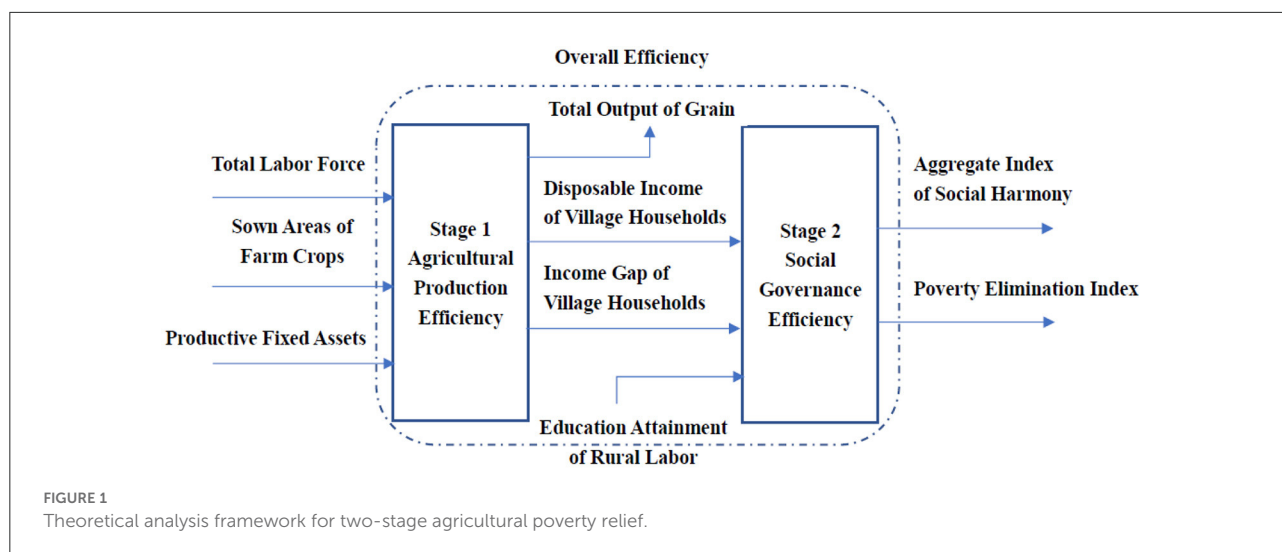 Overall Efficiency
Total Output of Grain
Total Labor Force
Sown Areas of
Farm Crops
Productive Fixed Assets
Stage 1
Agricultural
Production
Efficiency
Disposable Income
of Village Households
Income Gap of
Village Households
Education Attainment
of Rural Labor
Stage 2
Social
Governance
Efficiency
Aggregate Index
of Social Harmony
Poverty Elimination Index
FIGURE 1
Theoretical analysis framework for two-stage agricultural poverty relief.